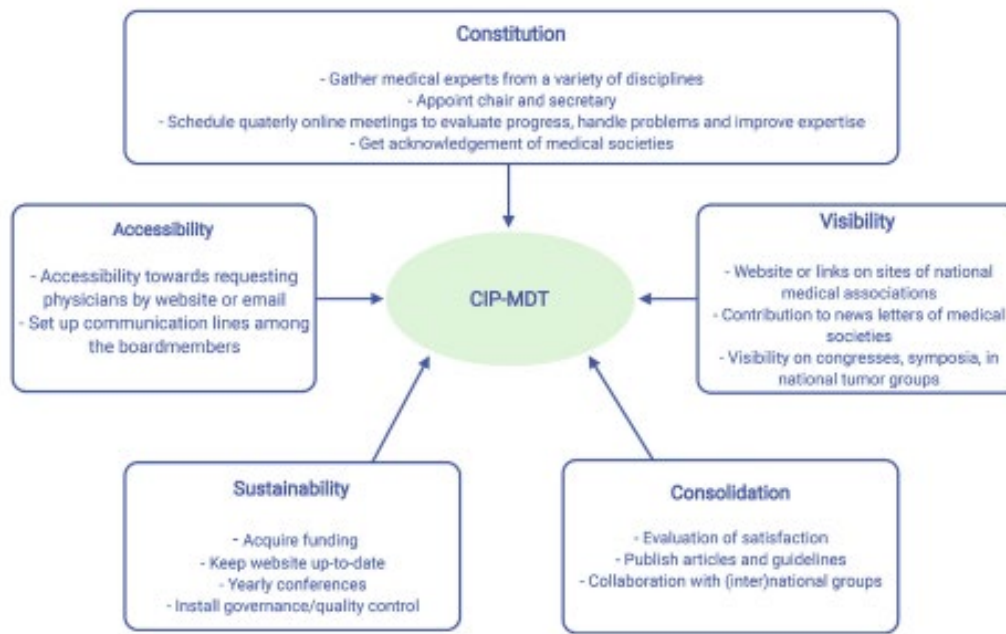 Constitution
- Gather medical experts from a variety of disciplines
- Appoint chair and secretary
- Schedule quaterly online meetings to evaluate progress, handle problems and improve expertise
- Get acknowledgement of medical societies
Accessibility
- Accessibility towards requesting
physicians by website or email
- Set up communication lines among
the boardmembers
CIP-MDT
Visibility
- Website or links on sites of national
medical associations
- Contribution to news letters of medical
societies
- Visibility on congresses, symposia, in
national tumor groups
Sustainability
- Acquire funding
- Keep website up-to-date
- Yearly conferences
- Install governance/quality control
Consolidation
- Evaluation of satisfaction
- Publish articles and guidelines
- Collaboration with (inter)national groups